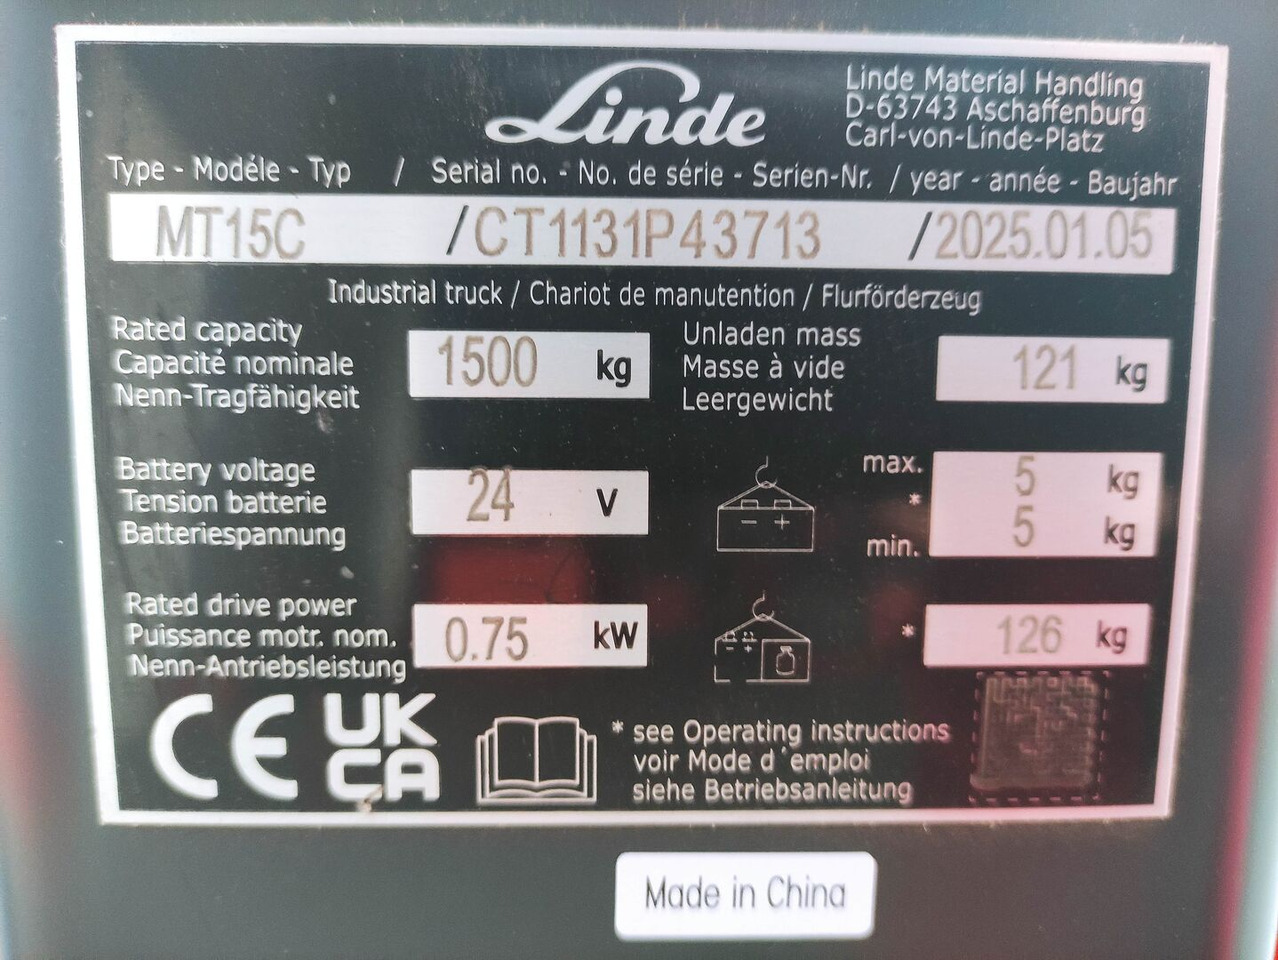 Linde
Linde Material Handling
D-63743 Aschaffenburg
Carl-von-Linde-Platz
Type - Modéle - Typ / Serial no. - No. de série - Serien-Nr. / year - année - Baujahr
MT15C /CT1131P43713 /2025.01.05
Industrial truck / Chariot de manutention / Flurförderzeug
Rated capacity
Capacité nominale
Nenn-Tragfähigkeit
1500 kg
Unladen mass
Masse à vide
Leergewicht
121 kg
Battery voltage
Tension batterie
Batteriespannung
24 V
max. 5 kg
*
min. 5 kg
Rated drive power
Puissance motr. nom.
Nenn-Antriebsleistung
0.75 kW
* 126 kg
CE UK
CA
* see Operating instructions
voir Mode d´emploi
siehe Betriebsanleitung
Made in China